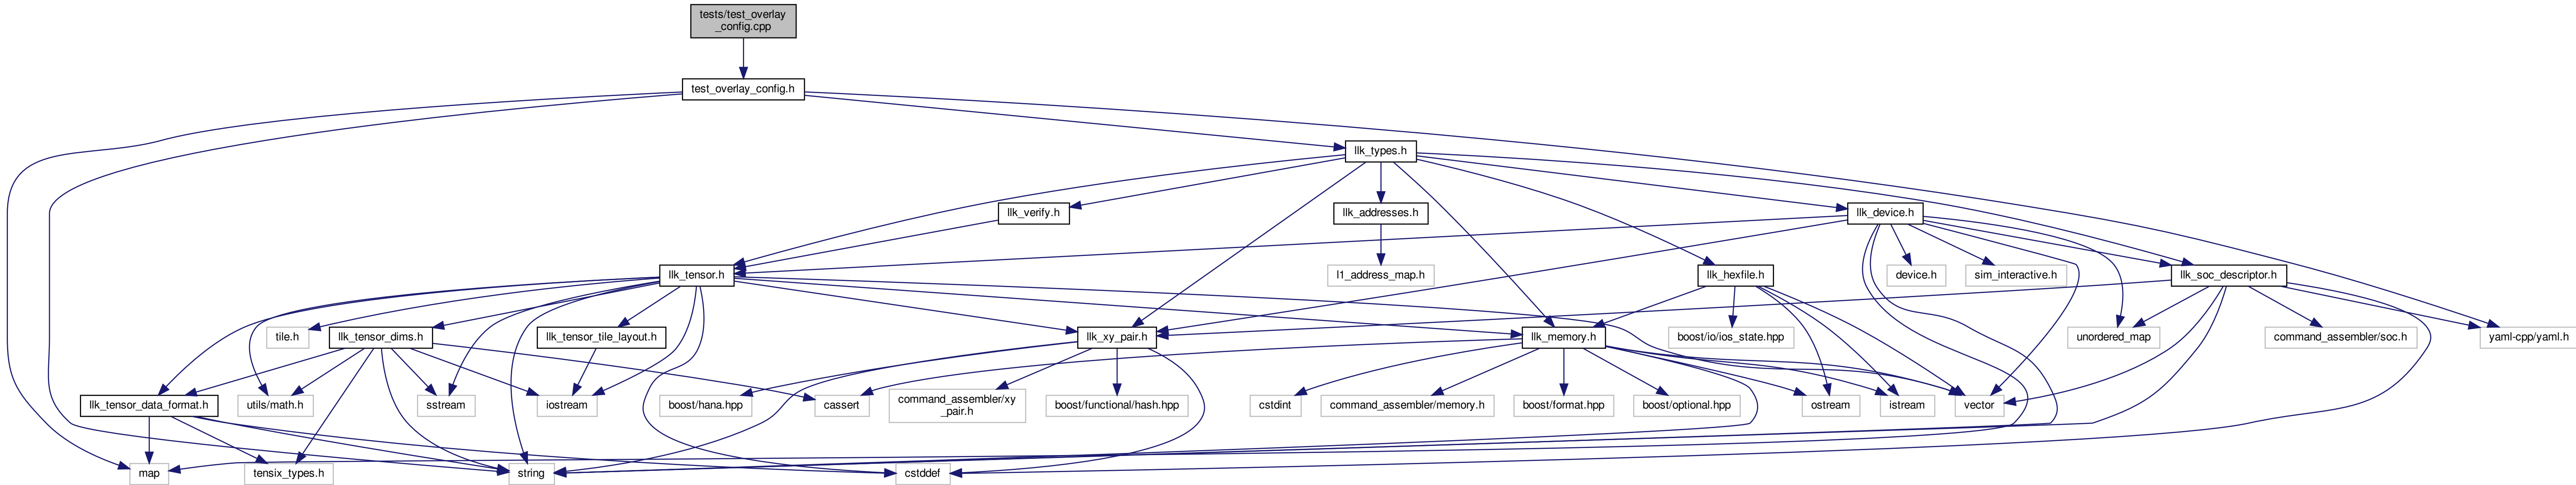 tests/test_overlay
_config.cpp
test_overlay_config.h
llk_types.h
llk_verify.h
llk_addresses.h
llk_device.h
llk_tensor.h
l1_address_map.h
llk_hexfile.h
device.h
sim_interactive.h
llk_soc_descriptor.h
tile.h
llk_tensor_dims.h
llk_tensor_tile_layout.h
llk_xy_pair.h
llk_memory.h
boost/io/ios_state.hpp
unordered_map
command_assembler/soc.h
yaml-cpp/yaml.h
llk_tensor_data_format.h
utils/math.h
sstream
iostream
boost/hana.hpp
cassert
command_assembler/xy
_pair.h
boost/functional/hash.hpp
cstdint
command_assembler/memory.h
boost/format.hpp
boost/optional.hpp
ostream
istream
vector
map
tensix_types.h
string
cstddef